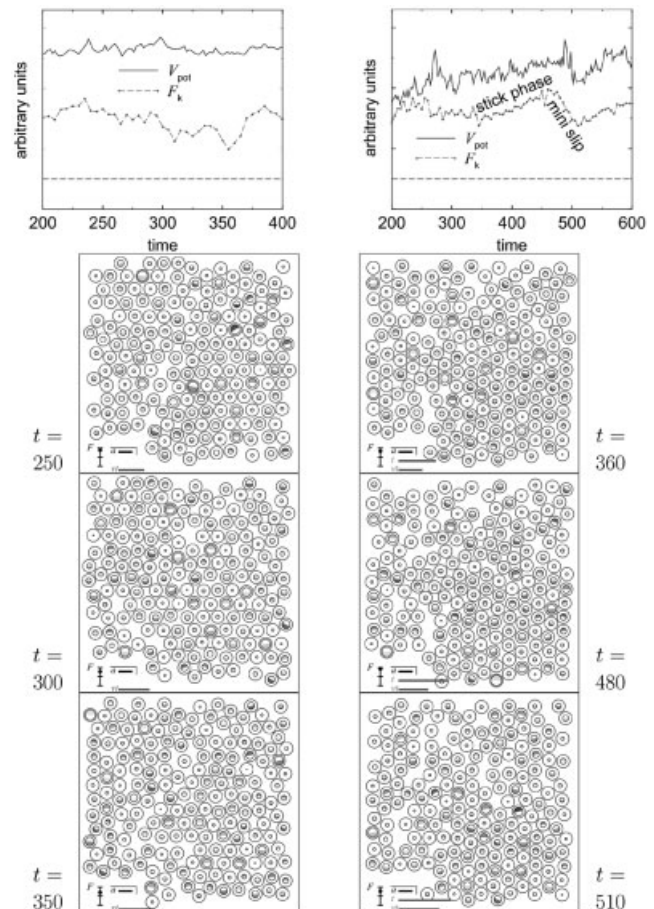 arbitrary units
V_pot
F_k
200 250 300 350 400
time
arbitrary units
stick phase
mini slip
V_pot
F_k
200 300 400 500 600
time
t =
250
F
a
t =
360
F
a
t =
300
F
a
t =
480
F
a
t =
350
F
a
t =
510
F
a